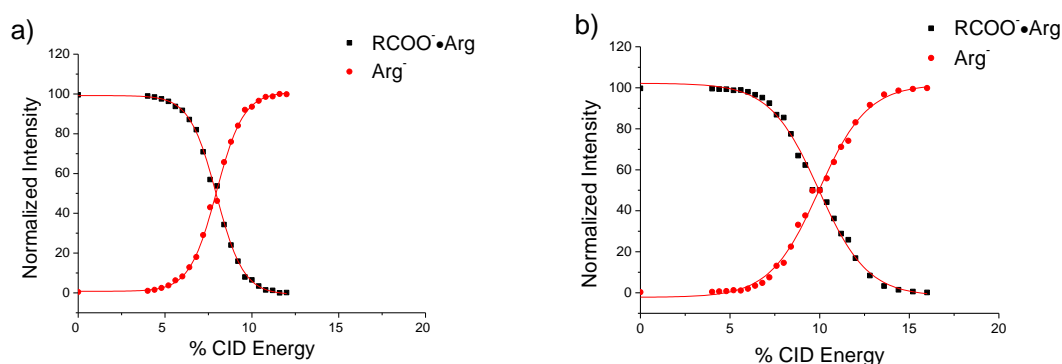 a)
RCOO⁻●Arg
Arg⁻
120
100
80
60
40
20
0
Normalized Intensity
0 5 10 15 20
% CID Energy
b)
RCOO⁻●Arg
Arg⁻
120
100
80
60
40
20
0
Normalized Intensity
0 5 10 15 20
% CID Energy